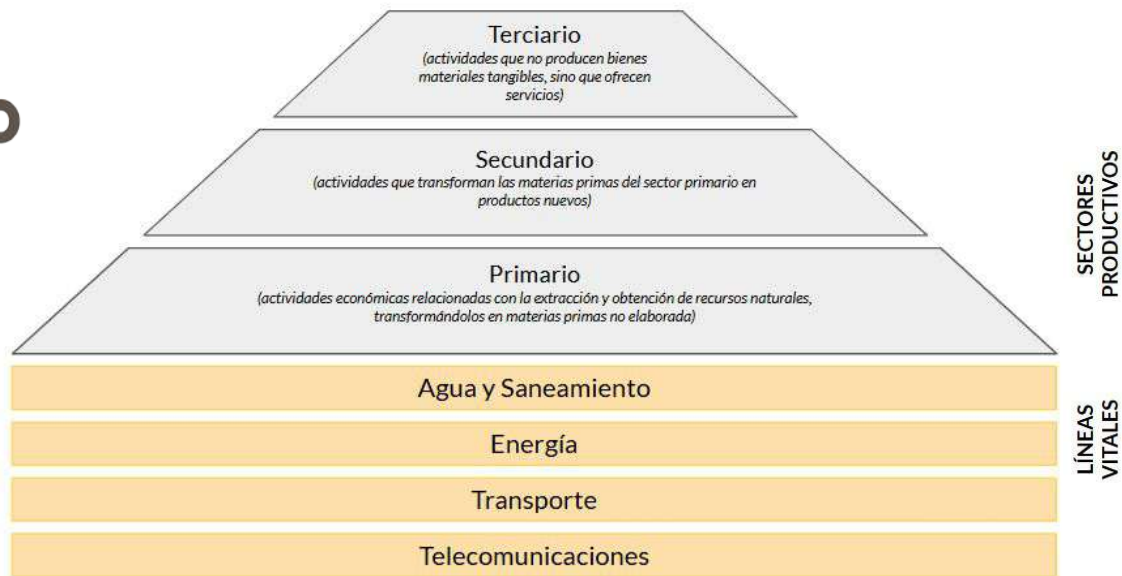 Terciario
(actividades que no producen bienes
materiales tangibles, sino que ofrecen
servicios)
Secundario
(actividades que transforman las materias primas del sector primario en
productos nuevos)
Primario
(actividades económicas relacionadas con la extracción y obtención de recursos naturales,
transformándolos en materias primas no elaborada)
SECTORES
PRODUCTIVOS
Agua y Saneamiento
Energía
Transporte
Telecomunicaciones
LÍNEAS
VITALES